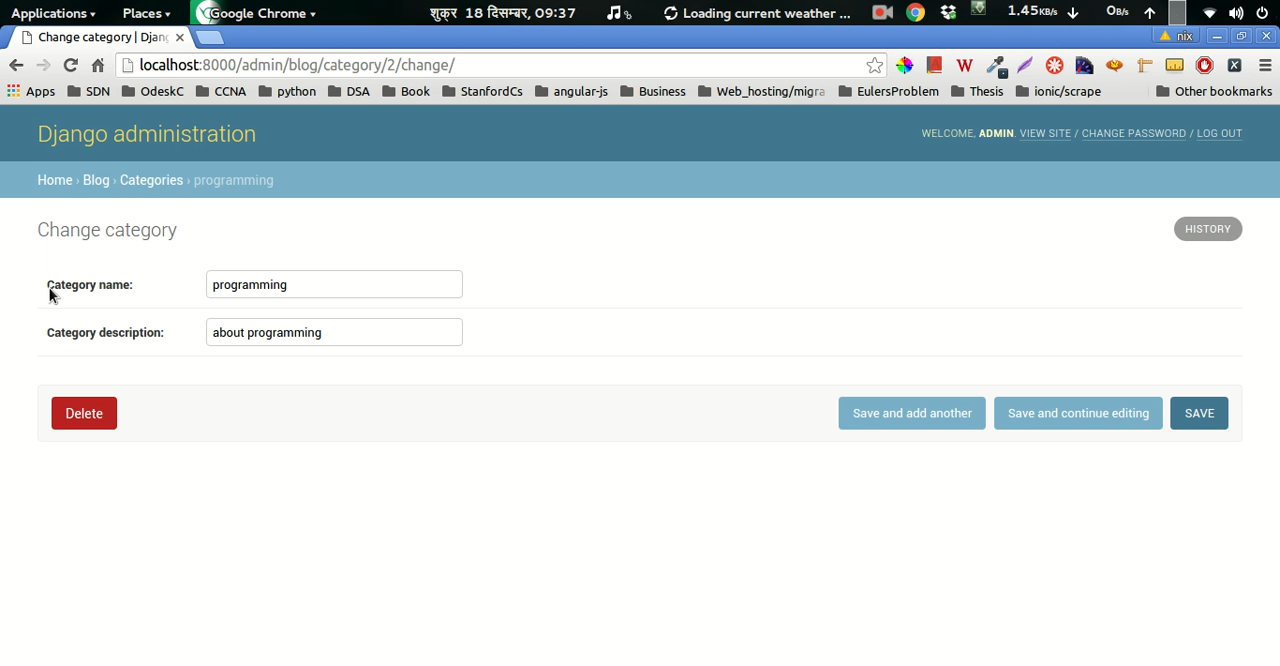 Applications Places Google Chrome शुक्र 18 दिसम्बर, 09:37 Loading current weather ... 1.45KB/s 0B/s
Change category | Djang nix
localhost:8000/admin/blog/category/2/change/
Apps SDN OdeskC CCNA python DSA Book StanfordCs angular-js Business Web_hosting/migra EulersProblem Thesis ionic/scrape Other bookmarks
Django administration WELCOME, ADMIN. VIEW SITE / CHANGE PASSWORD / LOG OUT
Home › Blog › Categories › programming
Change category HISTORY
Category name: programming
Category description: about programming
Delete Save and add another Save and continue editing SAVE